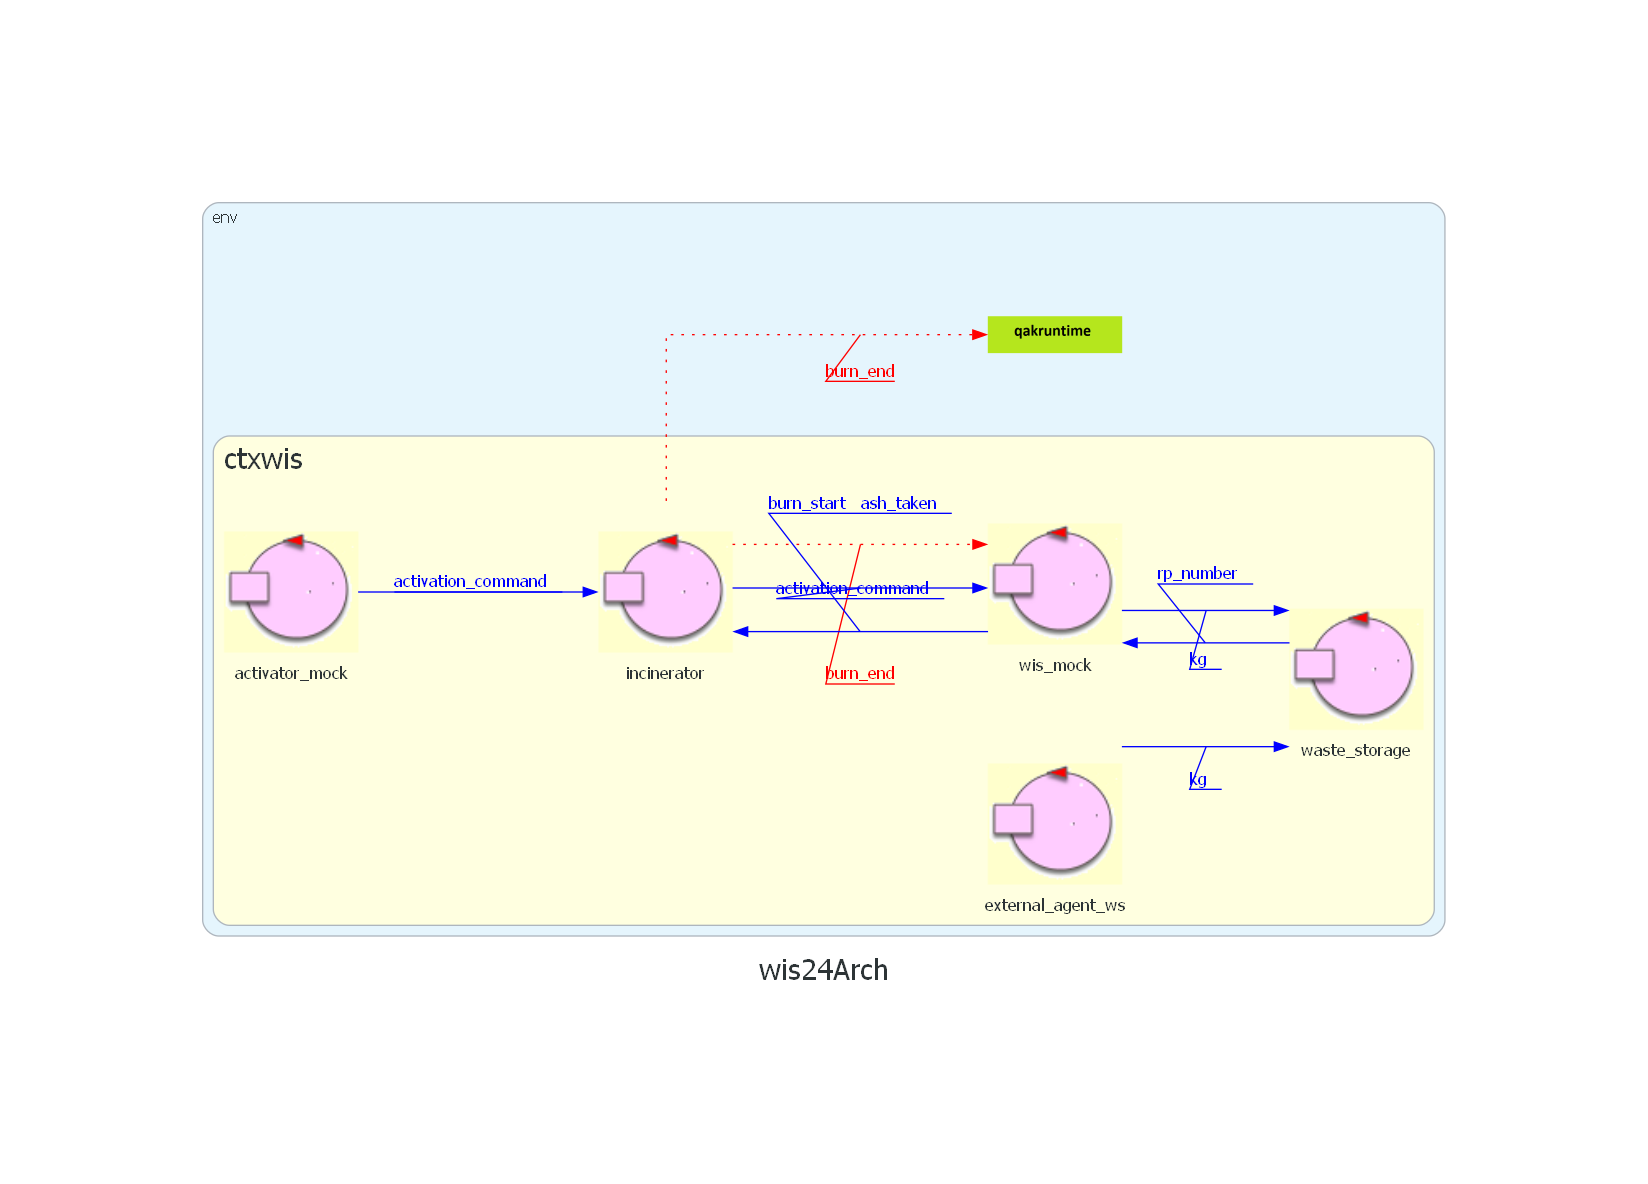 env
qakruntime
burn_end
ctxwis
burn_start ash_taken
activation_command
activation_command
rp_number
kg
burn_end
activator_mock
incinerator
wis_mock
waste_storage
kg
external_agent_ws
wis24Arch